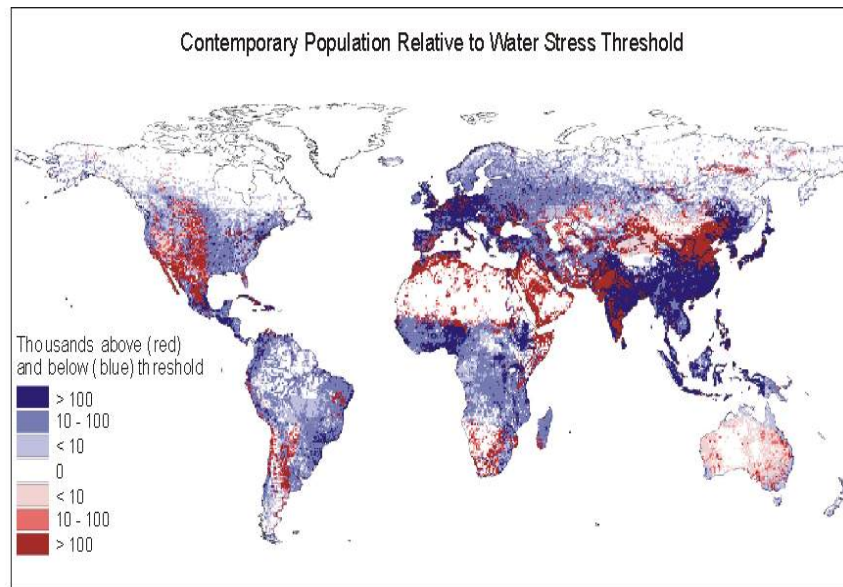 Contemporary Population Relative to Water Stress Threshold
Thousands above (red)
and below (blue) threshold
> 100
10 - 100
< 10
0
< 10
10 - 100
> 100